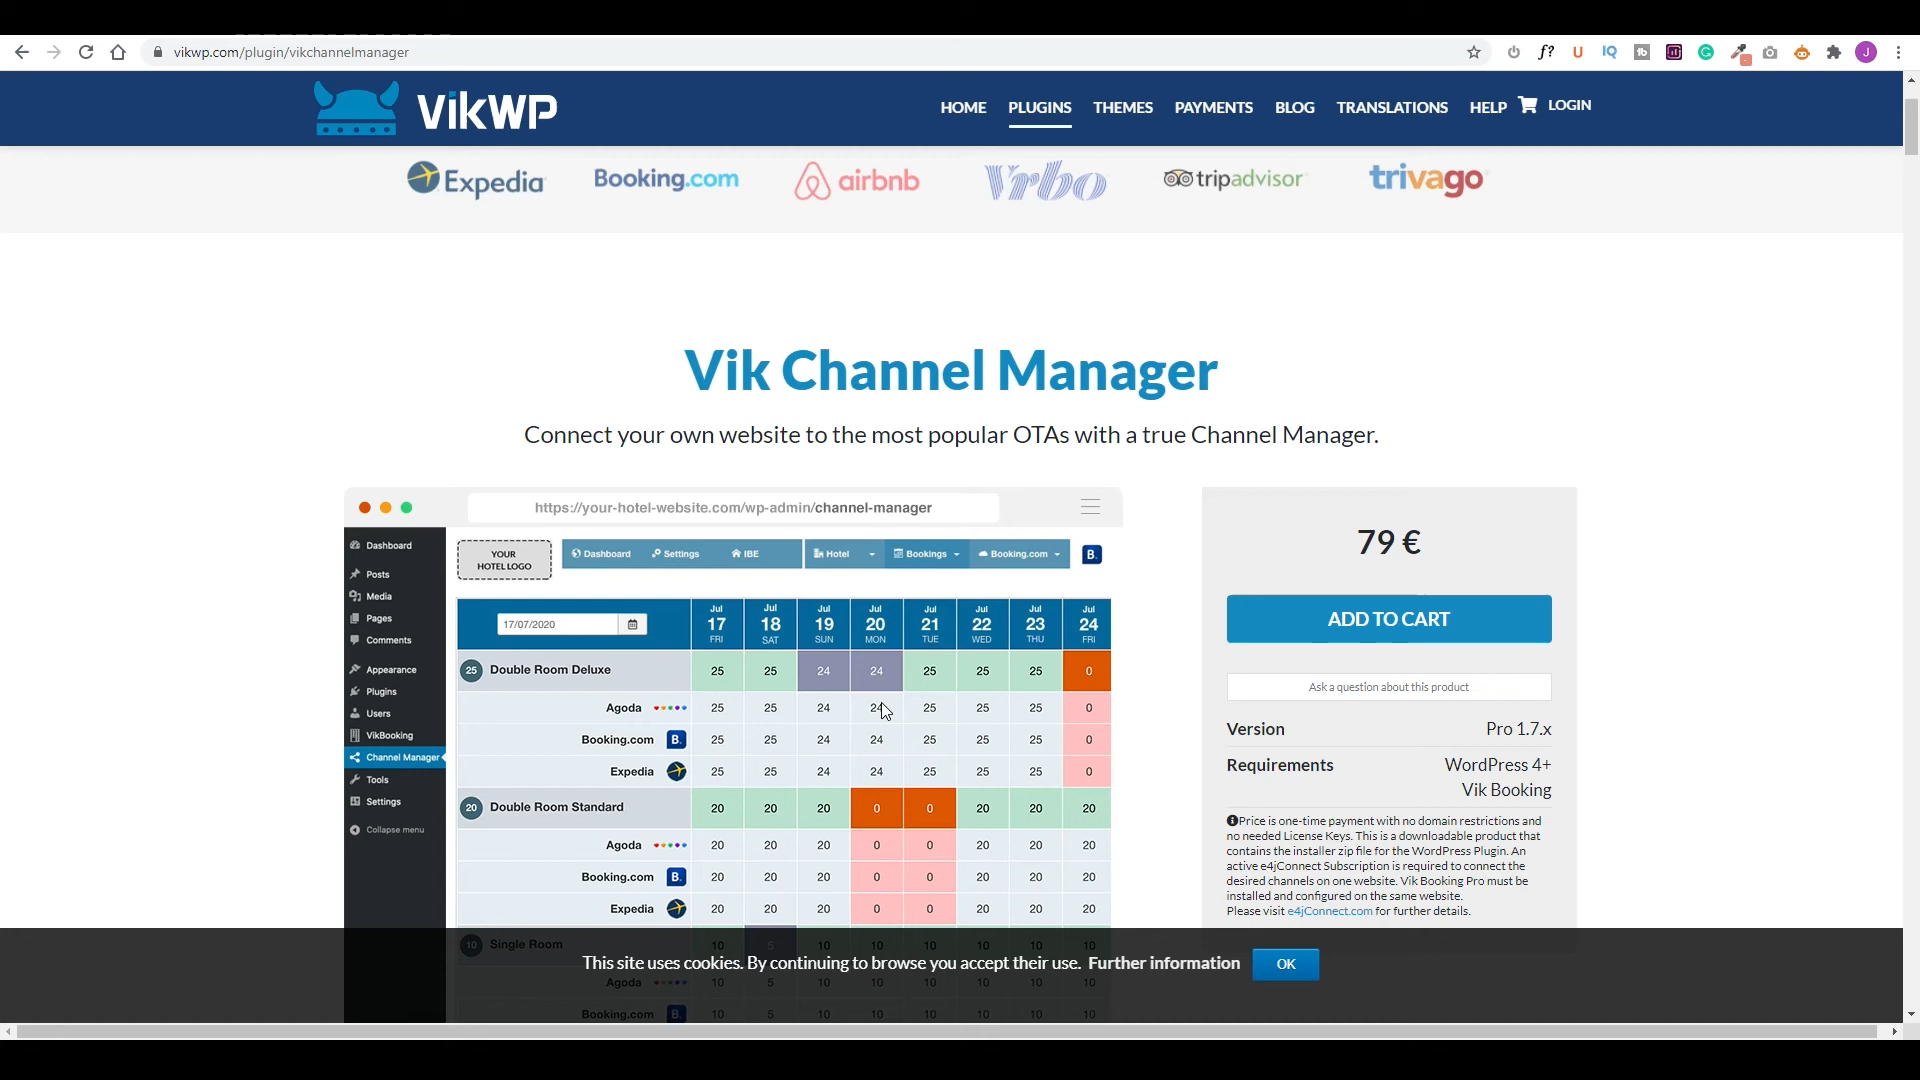 vikwp.com/plugin/vikchannelmanager
f?
U
IQ
tb
G
J
VikWP
HOME PLUGINS THEMES PAYMENTS BLOG TRANSLATIONS HELP LOGIN
Expedia Booking.com airbnb Vrbo tripadvisor trivago
Vik Channel Manager
Connect your own website to the most popular OTAs with a true Channel Manager.
https://your-hotel-website.com/wp-admin/channel-manager
Dashboard
Posts
Media
Pages
Comments
Appearance
Plugins
Users
VikBooking
Channel Manager
Tools
Settings
Collapse menu
YOUR
HOTEL LOGO
Dashboard Settings IBE Hotel Bookings Booking.com B.
17/07/2020
Jul Jul Jul Jul Jul Jul Jul Jul
17 18 19 20 21 22 23 24
FRI SAT SUN MON TUE WED THU FRI
25 Double Room Deluxe 25 25 24 24 25 25 25 0
Agoda 25 25 24 24 25 25 25 0
Booking.com B. 25 25 24 24 25 25 25 0
Expedia 25 25 24 24 25 25 25 0
20 Double Room Standard 20 20 20 0 0 20 20 20
Agoda 20 20 20 0 0 20 20 20
Booking.com B. 20 20 20 0 0 20 20 20
Expedia 20 20 20 0 0 20 20 20
10 Single Room 10 5 10 10 10 10 10 10
Agoda 10 5 10 10 10 10 10 10
Booking.com B. 10 5 10 10 10 10 10 10
79 €
ADD TO CART
Ask a question about this product
Version Pro 1.7.x
Requirements WordPress 4+
Vik Booking
Price is one-time payment with no domain restrictions and
no needed License Keys. This is a downloadable product that
contains the installer zip file for the WordPress Plugin. An
active e4jConnect Subscription is required to connect the
desired channels on one website. Vik Booking Pro must be
installed and configured on the same website.
Please visit e4jConnect.com for further details.
This site uses cookies. By continuing to browse you accept their use. Further information OK